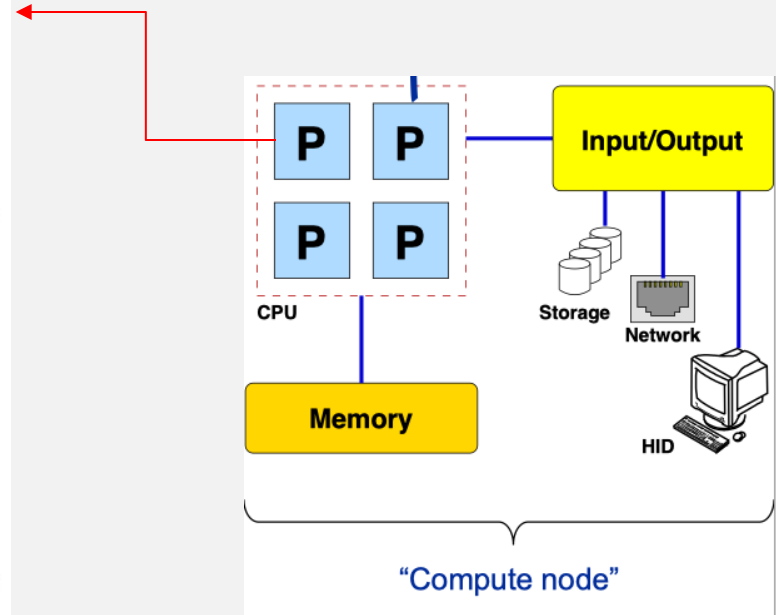 P P Input/Output
P P
CPU Storage
Network
Memory
HID
“Compute node”